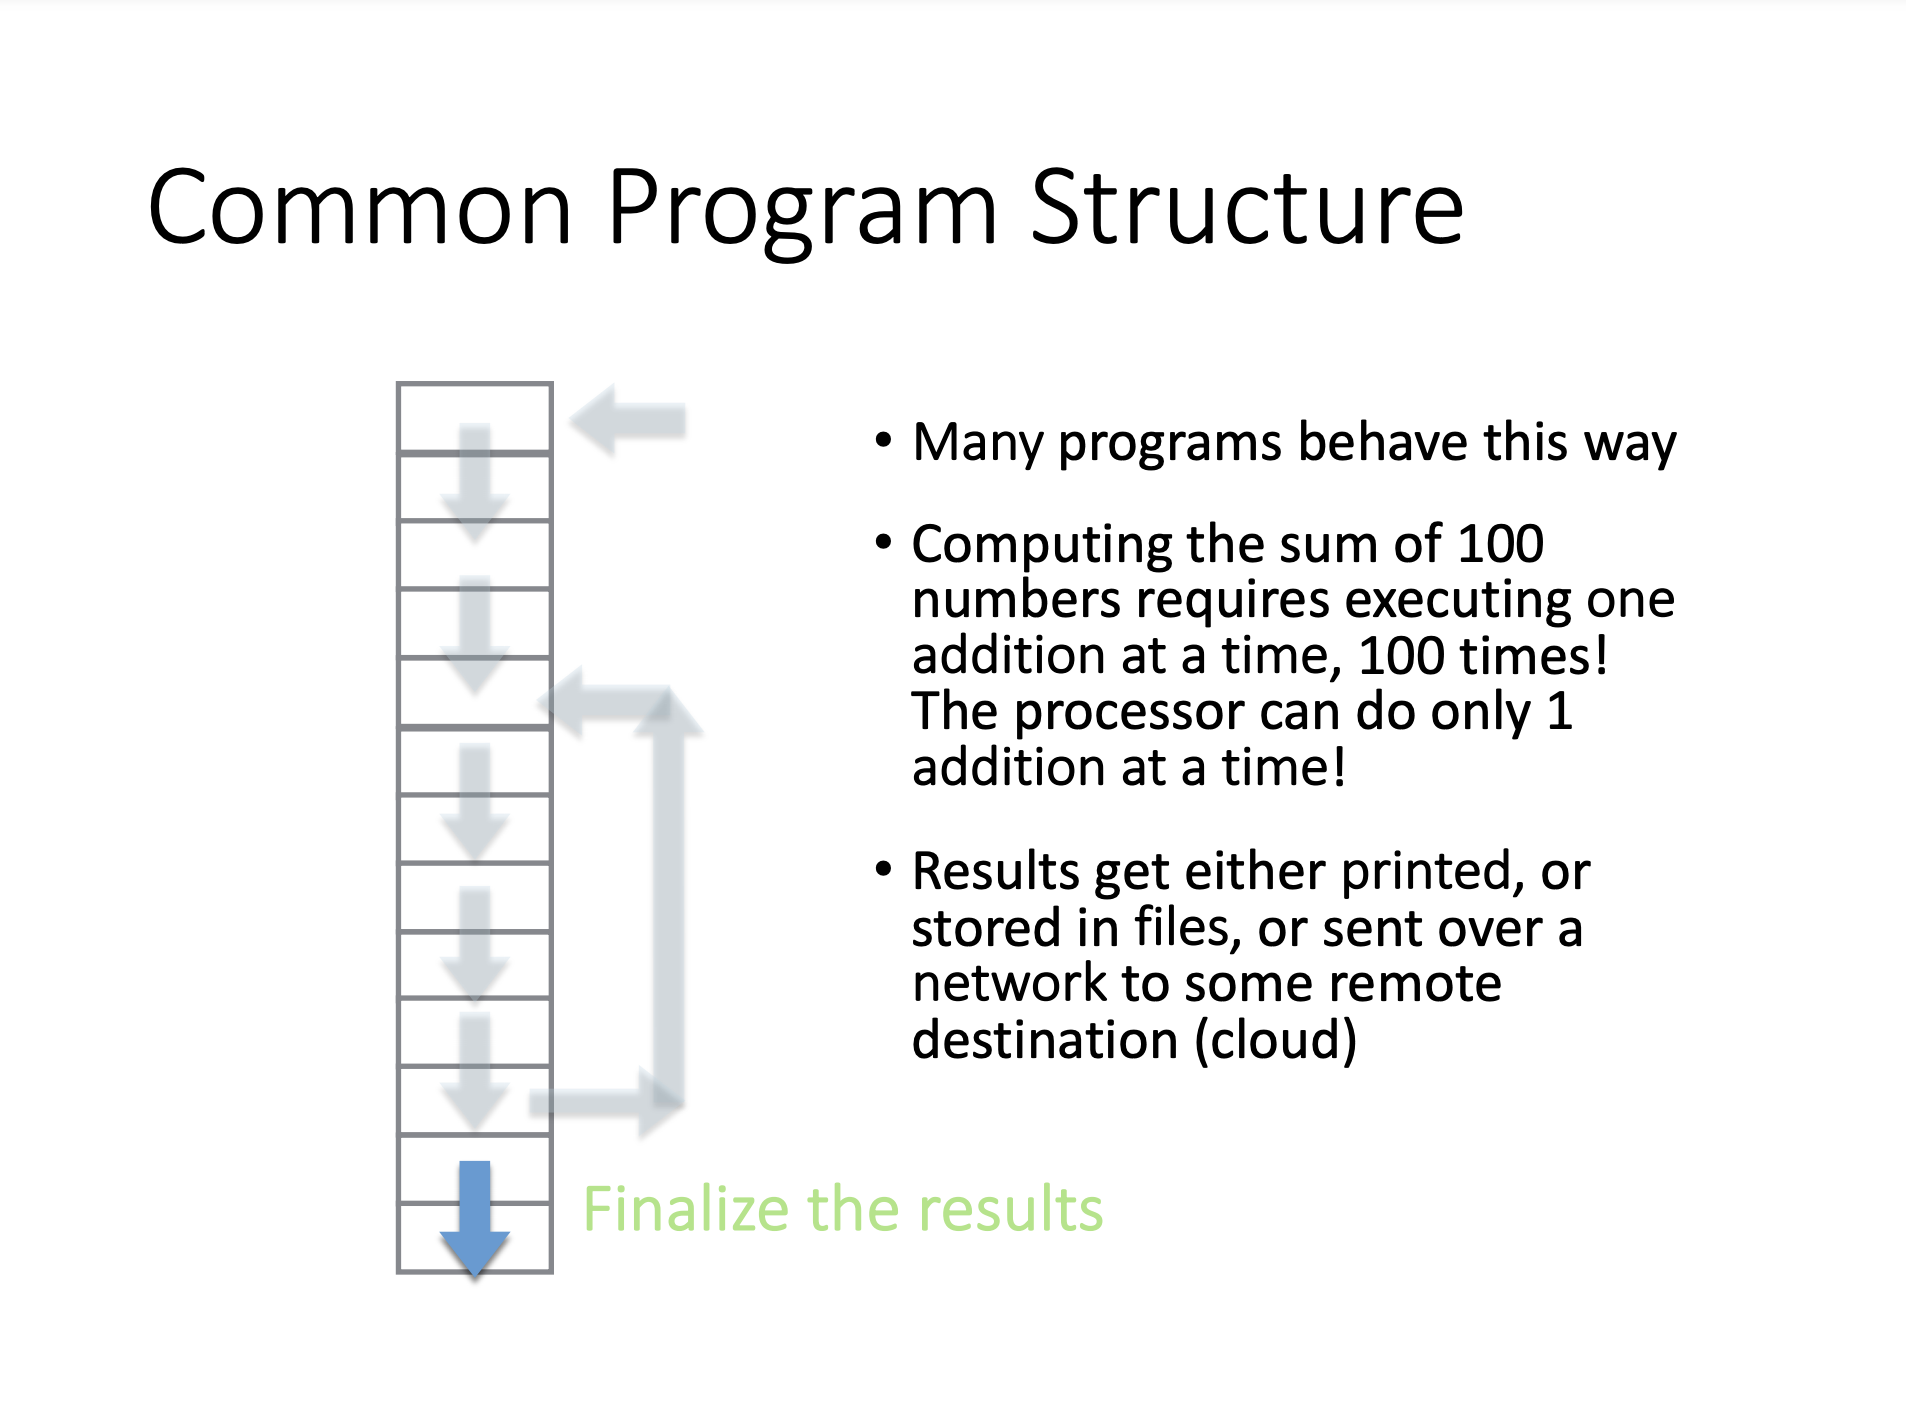 Common Program Structure
• Many programs behave this way
• Computing the sum of 100
numbers requires executing one
addition at a time, 100 times!
The processor can do only 1
addition at a time!
• Results get either printed, or
stored in files, or sent over a
network to some remote
destination (cloud)
Finalize the results